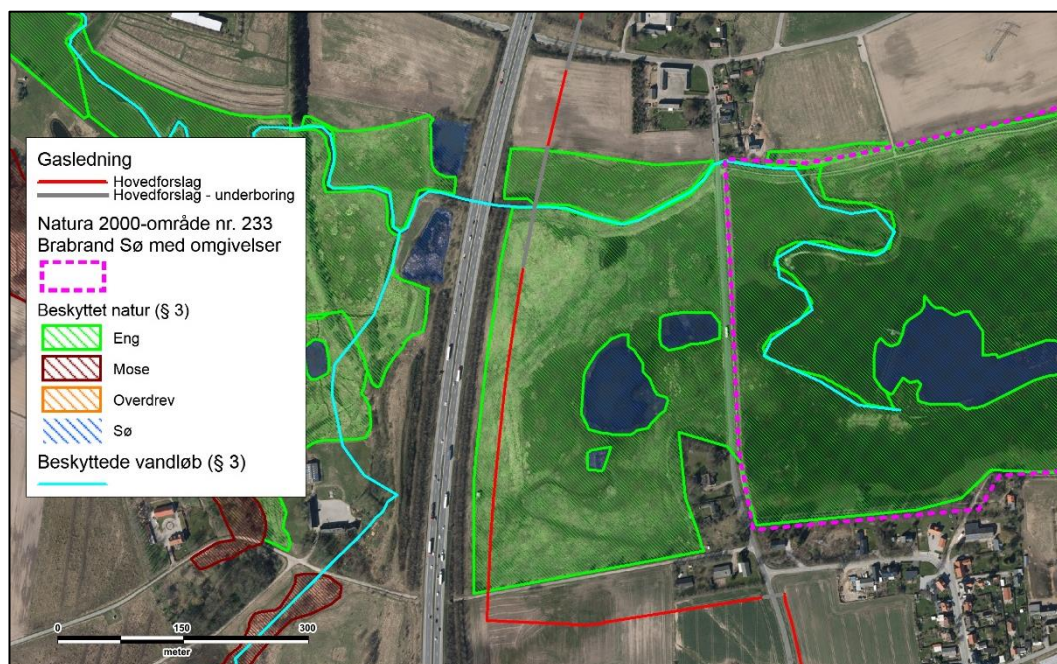 Gasledning
Hovedforslag
Hovedforslag - underboring
Natura 2000-område nr. 233
Brabrand Sø med omgivelser
Beskyttet natur (§ 3)
Eng
Mose
Overdrev
Sø
Beskyttede vandløb (§ 3)
0 150 300
meter